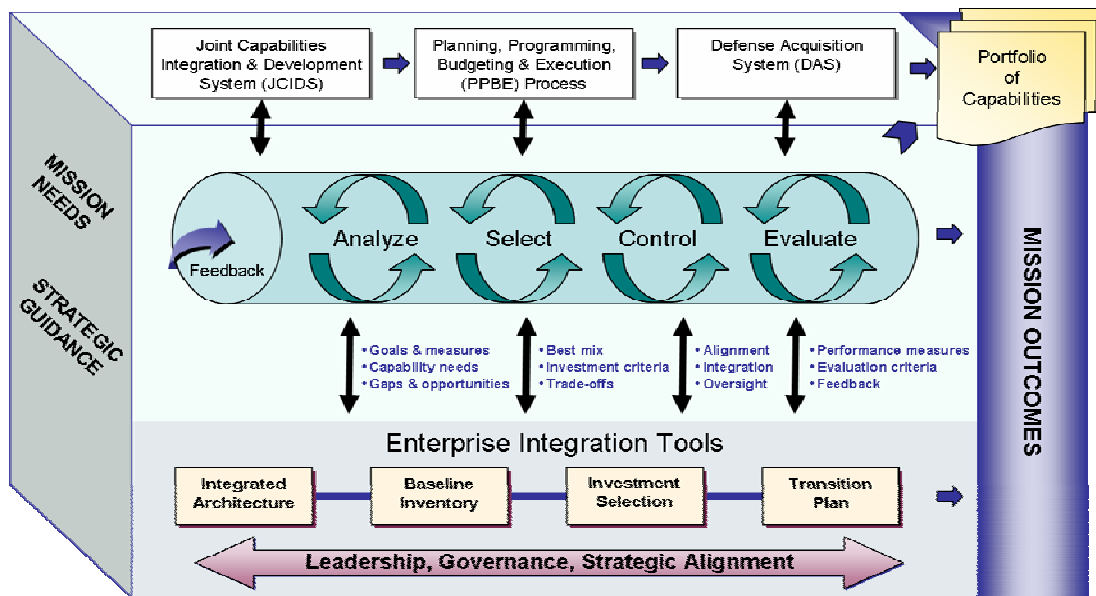 Joint Capabilities
Integration & Development
System (JCIDS)
Planning, Programming,
Budgeting & Execution
(PPBE) Process
Defense Acquisition
System (DAS)
Portfolio
of
Capabilities
MISSION
NEEDS
STRATEGIC
GUIDANCE
Feedback
Analyze
Select
Control
Evaluate
• Goals & measures
• Capability needs
• Gaps & opportunities
• Best mix
• Investment criteria
• Trade-offs
• Alignment
• Integration
• Oversight
• Performance measures
• Evaluation criteria
• Feedback
MISSION OUTCOMES
Enterprise Integration Tools
Integrated
Architecture
Baseline
Inventory
Investment
Selection
Transition
Plan
Leadership, Governance, Strategic Alignment